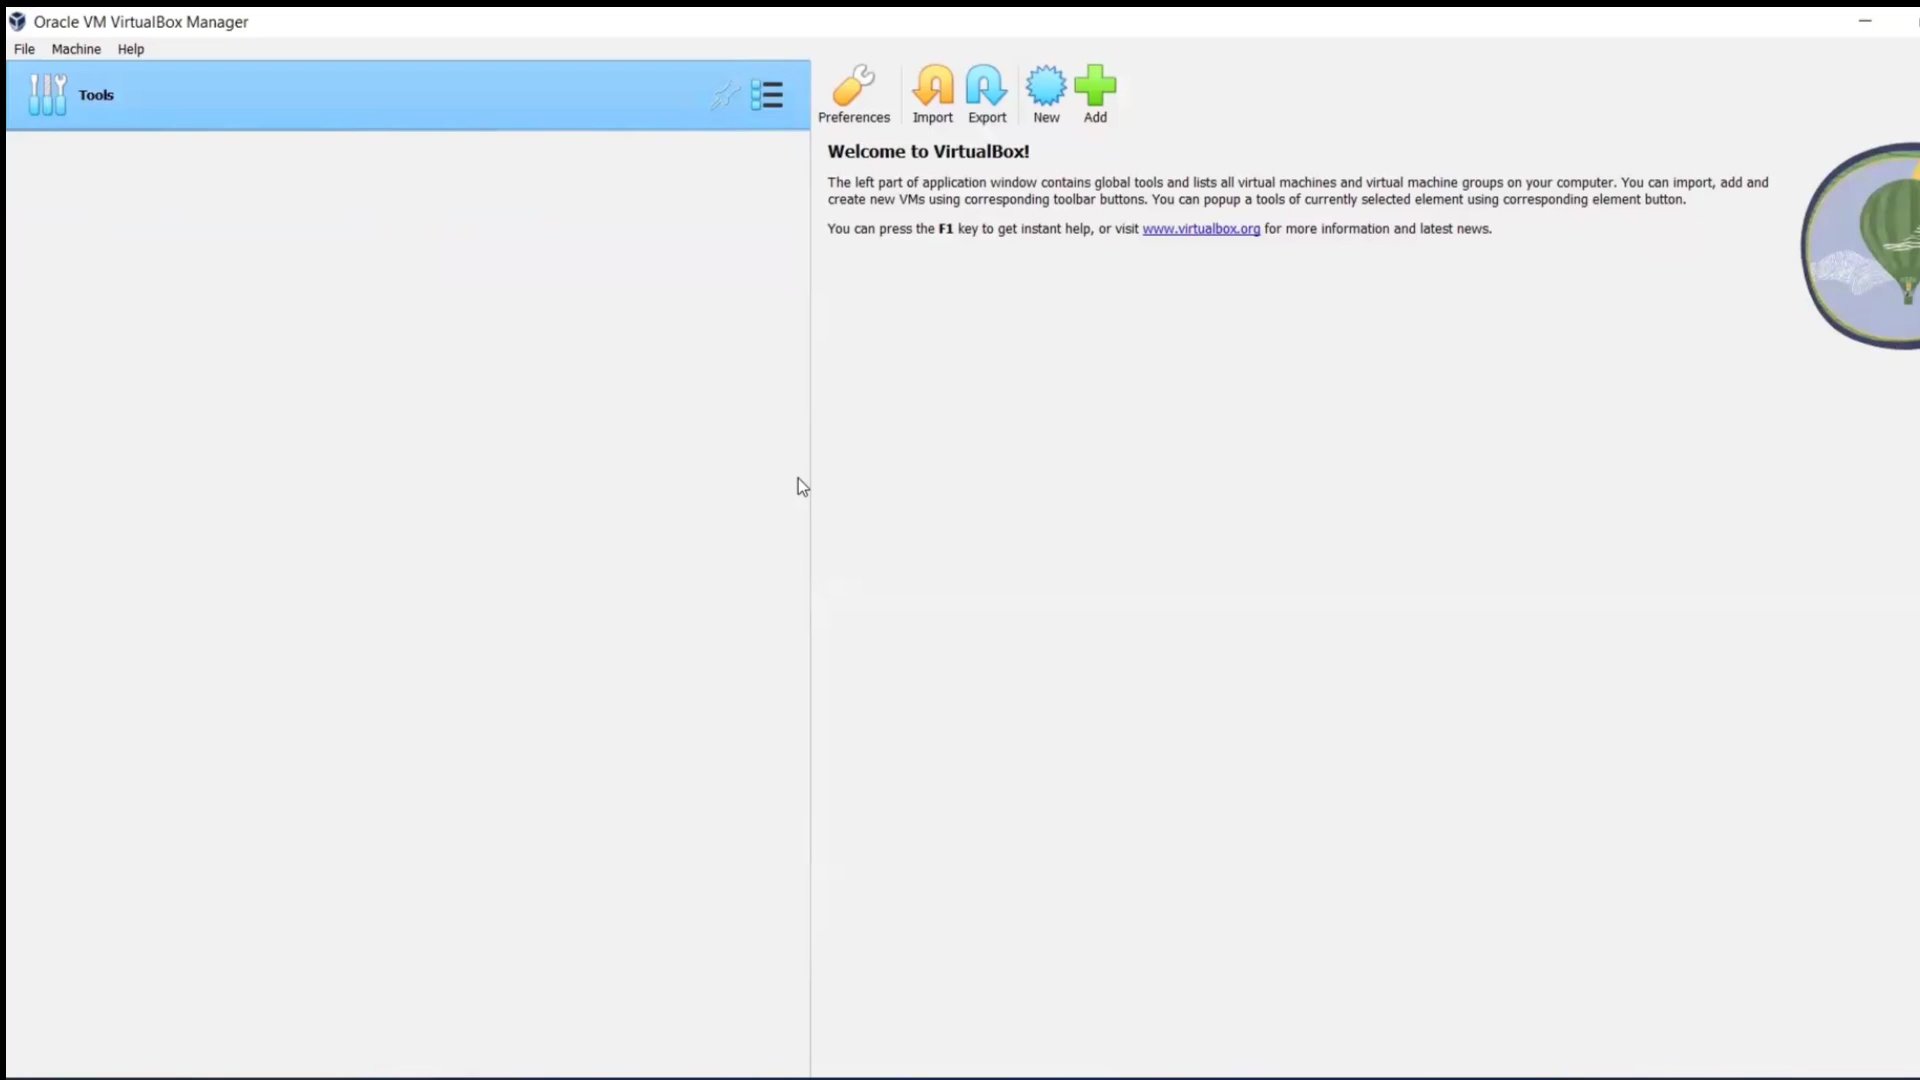 Oracle VM VirtualBox Manager
File Machine Help
Tools
Preferences Import Export New Add
Welcome to VirtualBox!
The left part of application window contains global tools and lists all virtual machines and virtual machine groups on your computer. You can import, add and
create new VMs using corresponding toolbar buttons. You can popup a tools of currently selected element using corresponding element button.
You can press the F1 key to get instant help, or visit www.virtualbox.org for more information and latest news.